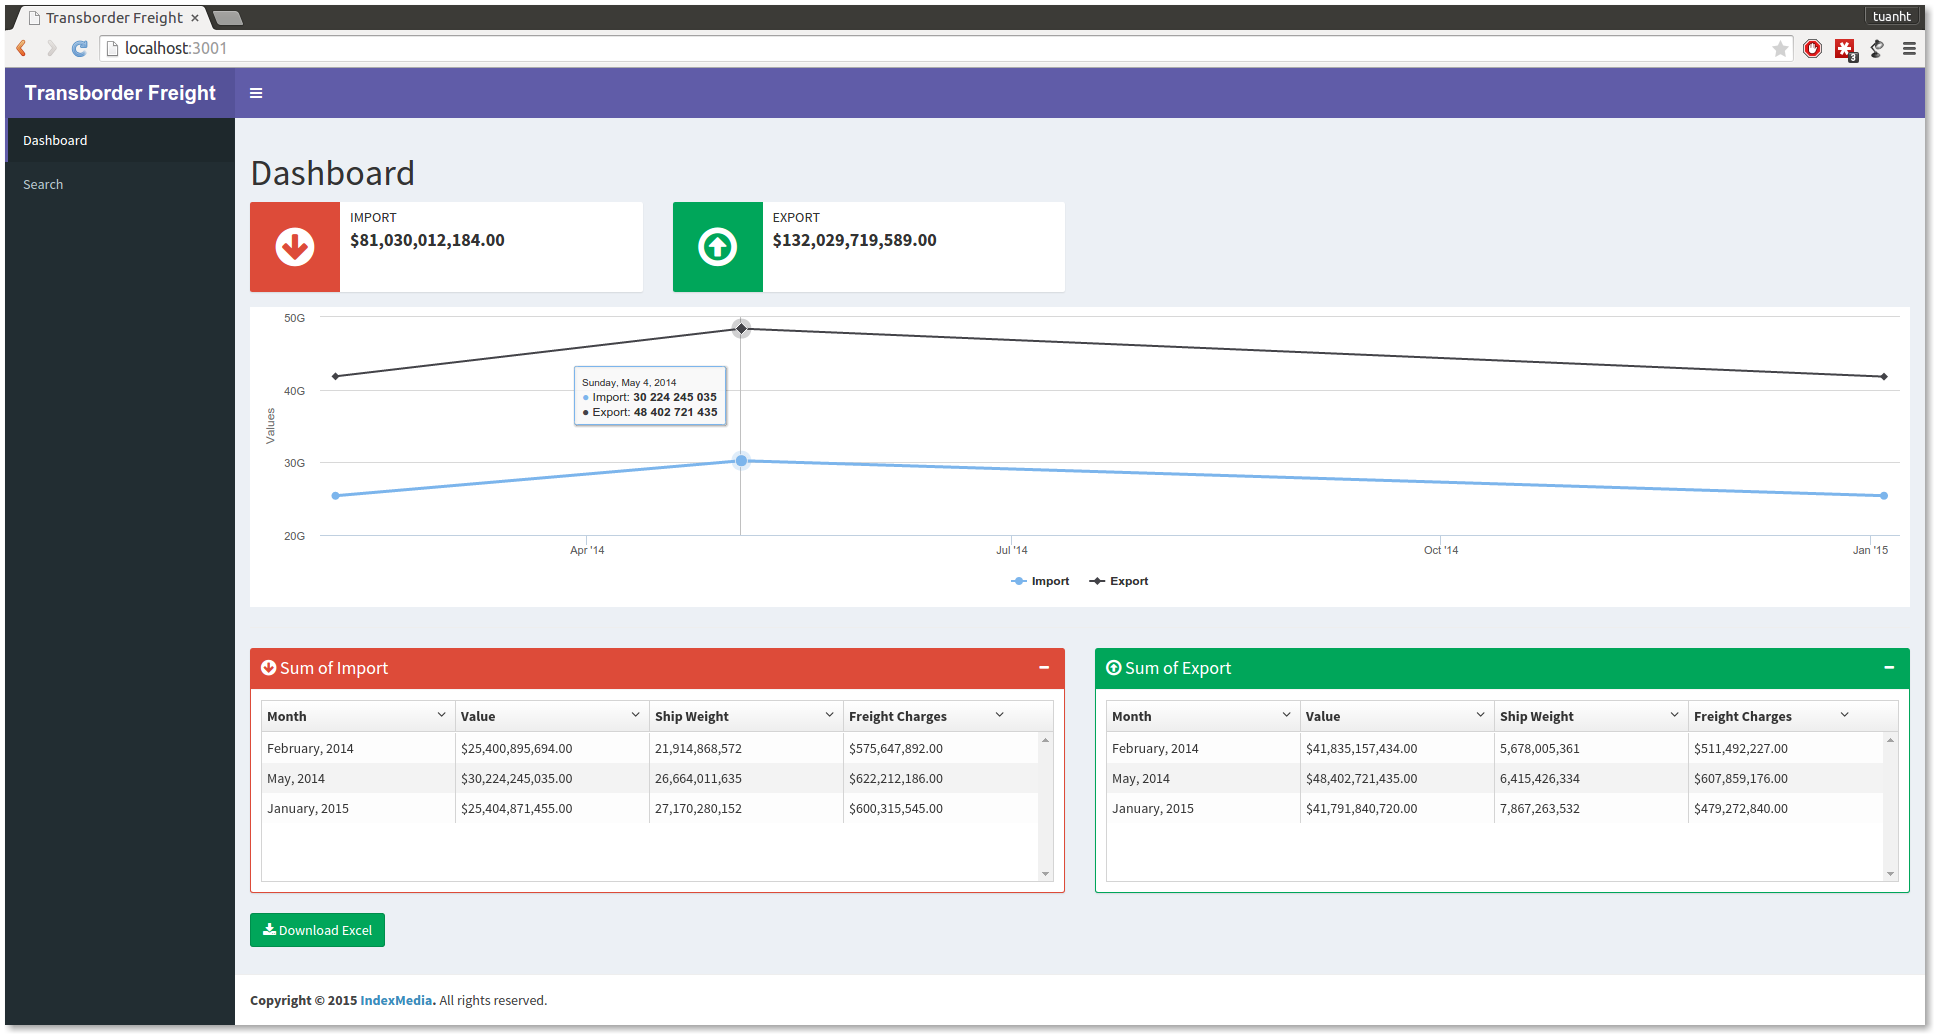 Transborder Freight ×
tuanht
localhost:3001
3
Transborder Freight
Dashboard
Search
Dashboard
IMPORT
$81,030,012,184.00
EXPORT
$132,029,719,589.00
Values
50G
40G
30G
20G
Sunday, May 4, 2014
Import: 30 224 245 035
Export: 48 402 721 435
Apr '14 Jul '14 Oct '14 Jan '15
Import Export
Sum of Import
Month Value Ship Weight Freight Charges
February, 2014 $25,400,895,694.00 21,914,868,572 $575,647,892.00
May, 2014 $30,224,245,035.00 26,664,011,635 $622,212,186.00
January, 2015 $25,404,871,455.00 27,170,280,152 $600,315,545.00
Sum of Export
Month Value Ship Weight Freight Charges
February, 2014 $41,835,157,434.00 5,678,005,361 $511,492,227.00
May, 2014 $48,402,721,435.00 6,415,426,334 $607,859,176.00
January, 2015 $41,791,840,720.00 7,867,263,532 $479,272,840.00
Download Excel
Copyright © 2015 IndexMedia. All rights reserved.